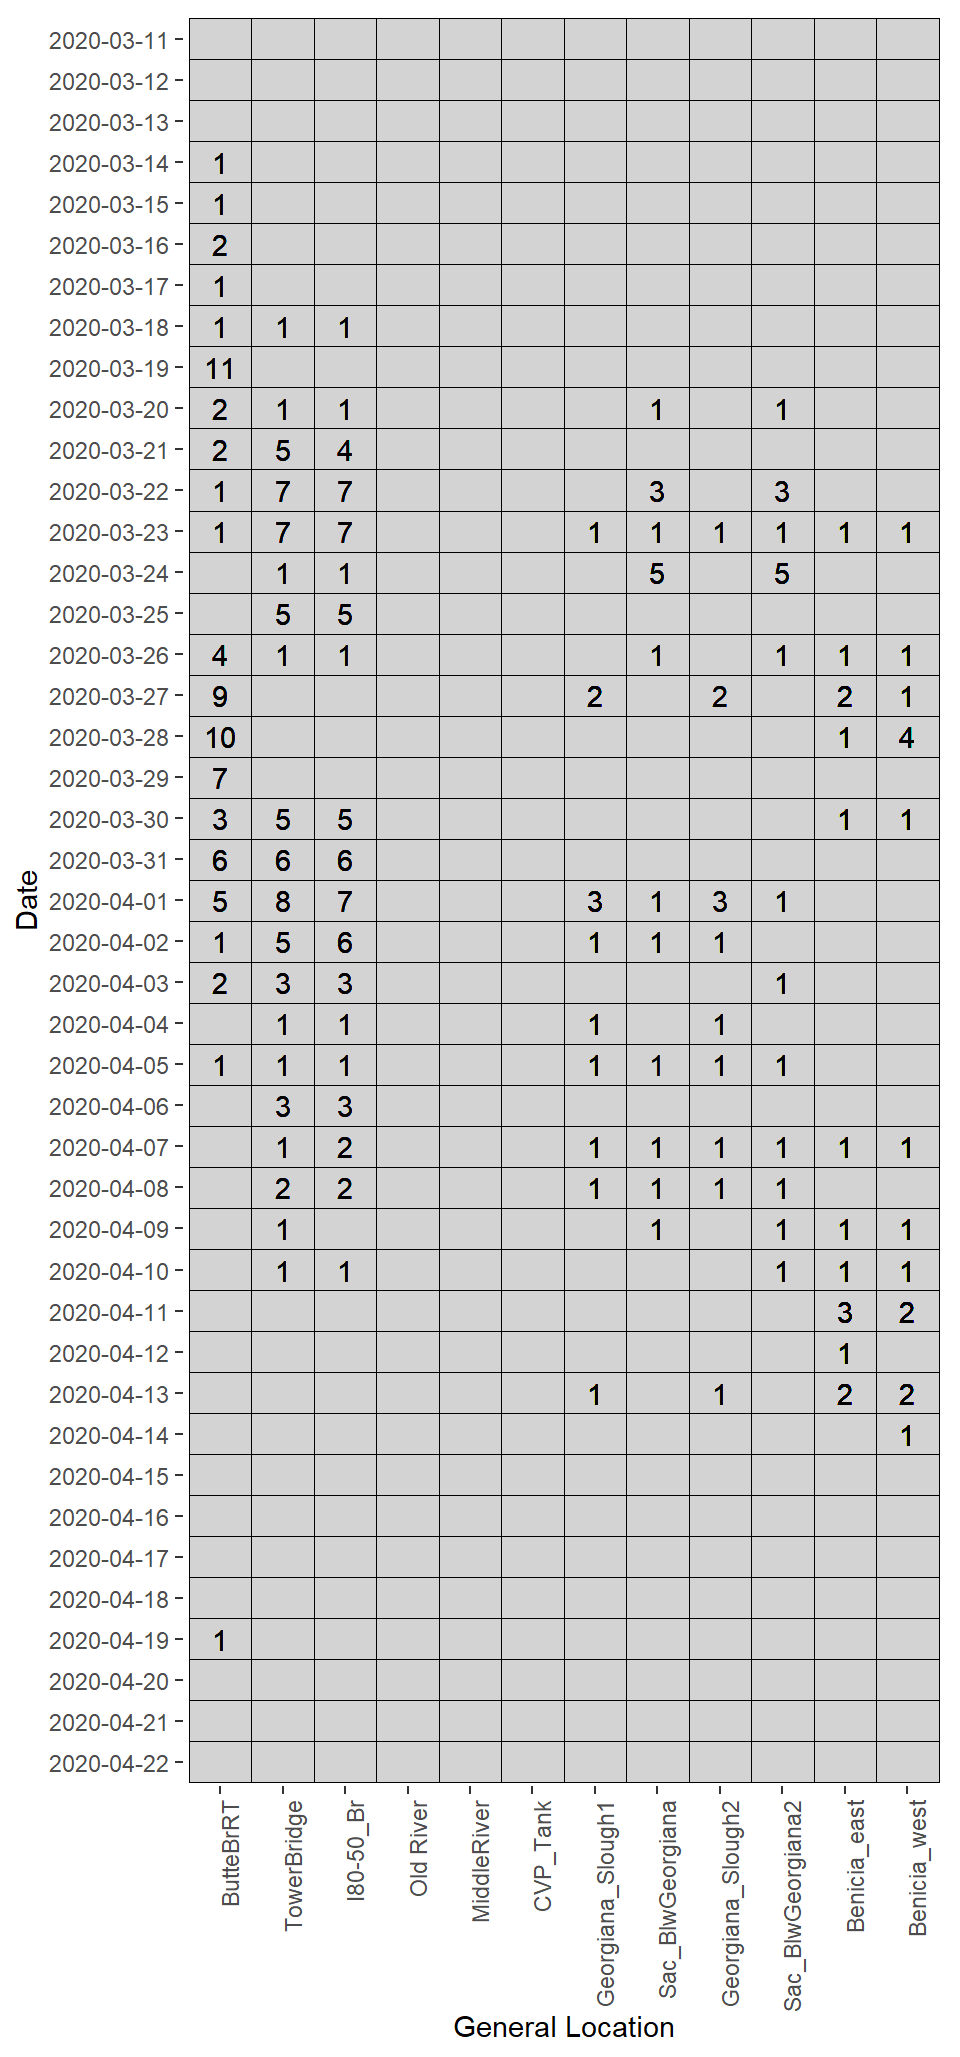 2020-03-11
2020-03-12
2020-03-13
2020-03-14 1
2020-03-15 1
2020-03-16 2
2020-03-17 1
2020-03-18 1 1 1
2020-03-19 11
2020-03-20 2 1 1 1 1
2020-03-21 2 5 4
2020-03-22 1 7 7 3 3
2020-03-23 1 7 7 1 1 1 1 1 1
2020-03-24 1 1 5 5
2020-03-25 5 5
2020-03-26 4 1 1 1 1 1 1
2020-03-27 9 2 2 2 1
2020-03-28 10 1 4
2020-03-29 7
2020-03-30 3 5 5 1 1
2020-03-31 6 6 6
2020-04-01 5 8 7 3 1 3 1
2020-04-02 1 5 6 1 1 1
2020-04-03 2 3 3 1
2020-04-04 1 1 1 1
2020-04-05 1 1 1 1 1 1 1
2020-04-06 3 3
2020-04-07 1 2 1 1 1 1 1 1
2020-04-08 2 2 1 1 1 1
2020-04-09 1 1 1 1 1
2020-04-10 1 1 1 1 1
2020-04-11 3 2
2020-04-12 1
2020-04-13 1 1 2 2
2020-04-14 1
2020-04-15
2020-04-16
2020-04-17
2020-04-18
2020-04-19 1
2020-04-20
2020-04-21
2020-04-22
Date
ButteBrRT
TowerBridge
I80-50_Br
Old River
MiddleRiver
CVP_Tank
Georgiana_Slough1
Sac_BlwGeorgiana
Georgiana_Slough2
Sac_BlwGeorgiana2
Benicia_east
Benicia_west
General Location